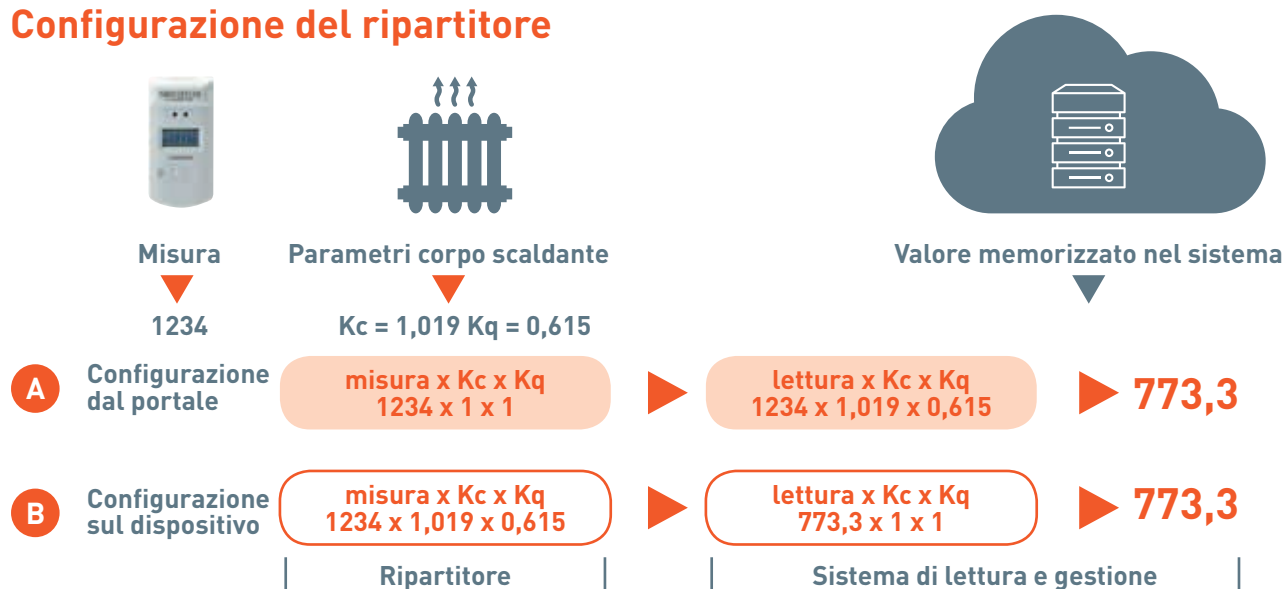 Configurazione del ripartitore
Misura
Parametri corpo scaldante
Valore memorizzato nel sistema
1234
Kc = 1,019 Kq = 0,615
A
Configurazione
dal portale
misura x Kc x Kq
1234 x 1 x 1
lettura x Kc x Kq
1234 x 1,019 x 0,615
773,3
B
Configurazione
sul dispositivo
misura x Kc x Kq
1234 x 1,019 x 0,615
lettura x Kc x Kq
773,3 x 1 x 1
773,3
Ripartitore
Sistema di lettura e gestione